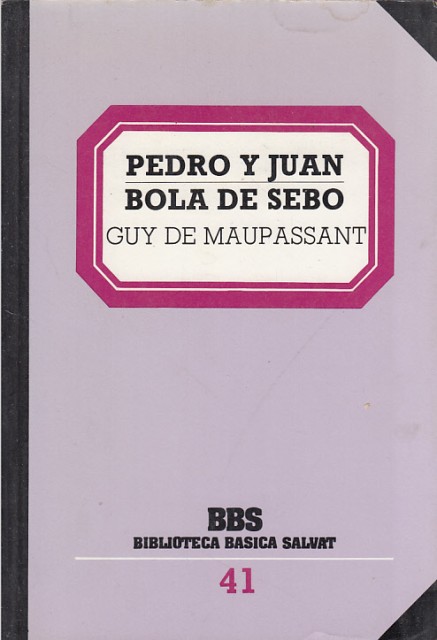 PEDRO Y JUAN
BOLA DE SEBO
GUY DE MAUPASSANT
BBS
BIBLIOTECA BASICA SALVAT
41